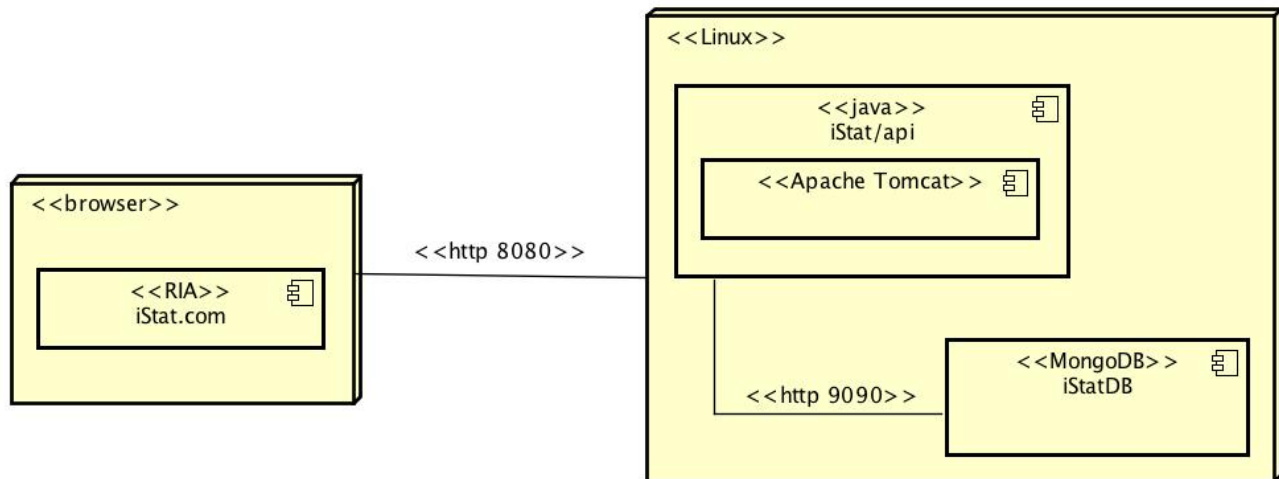 <<Linux>>
<<java>>
iStat/api
<<Apache Tomcat>>
<<browser>>
<<http 8080>>
<<RIA>>
iStat.com
<<MongoDB>>
iStatDB
<<http 9090>>